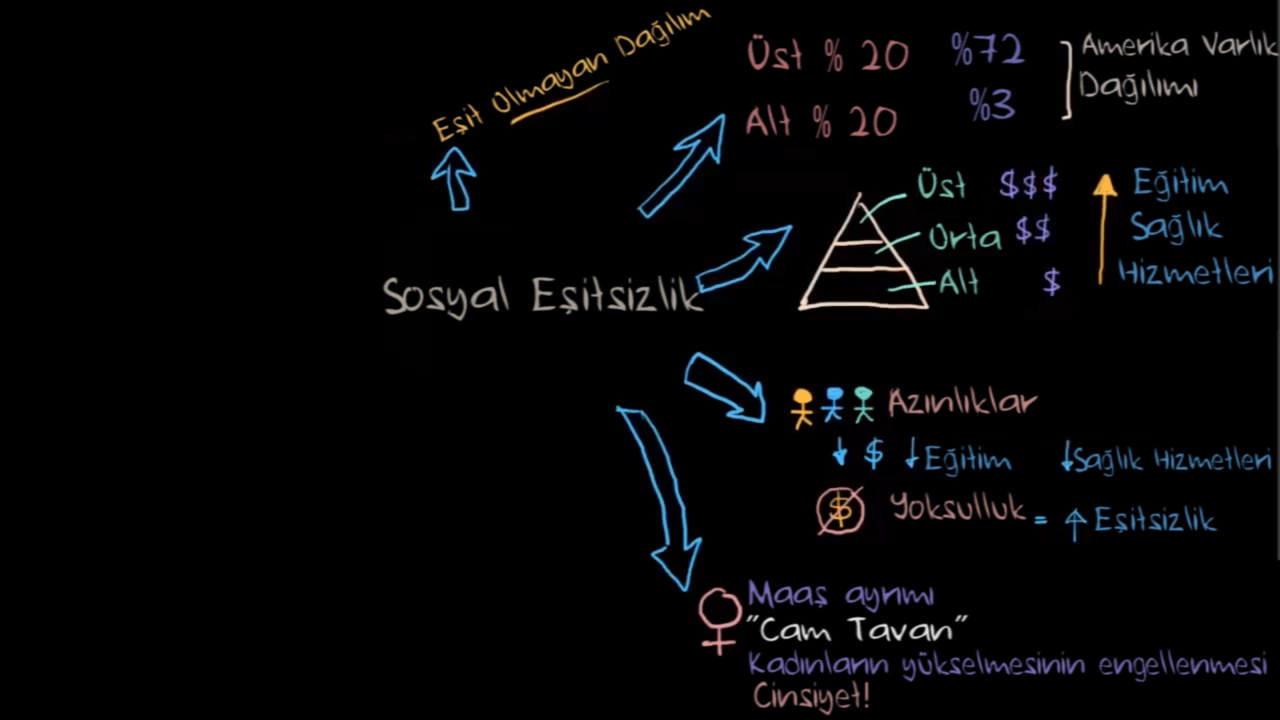 Eşit Olmayan Dağılım
Üst % 20 %72
Alt % 20 %3
Amerika Varlık
Dağılımı
Üst $$$
Orta $$
Alt $
Eğitim
Sağlık
Hizmetleri
Sosyal Eşitsizlik
Azınlıklar
$ Eğitim Sağlık Hizmetleri
$ Yoksulluk = ↑ Eşitsizlik
Maaş ayrımı
"Cam Tavan"
Kadınların yükselmesinin engellenmesi
Cinsiyet!